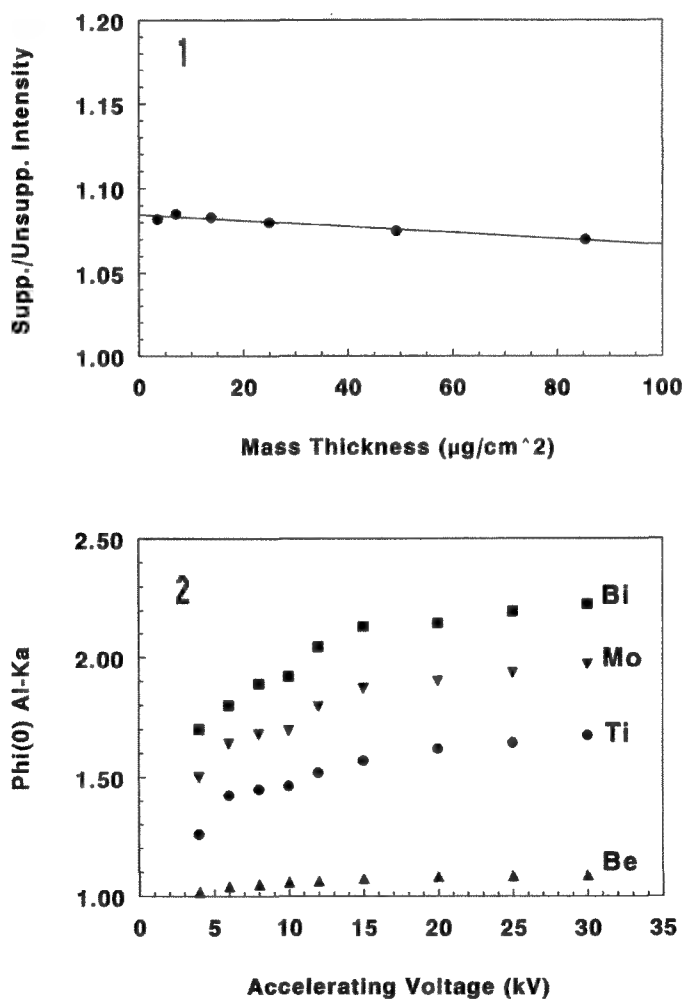 1.20
1
1.15
1.10
1.05
1.00
Supp./Unsupp. Intensity
0 20 40 60 80 100
Mass Thickness (µg/cm^2)
2.50
2
Bi
2.00
Mo
Ti
1.50
Be
1.00
Phi(0) Al-Ka
0 5 10 15 20 25 30 35
Accelerating Voltage (kV)